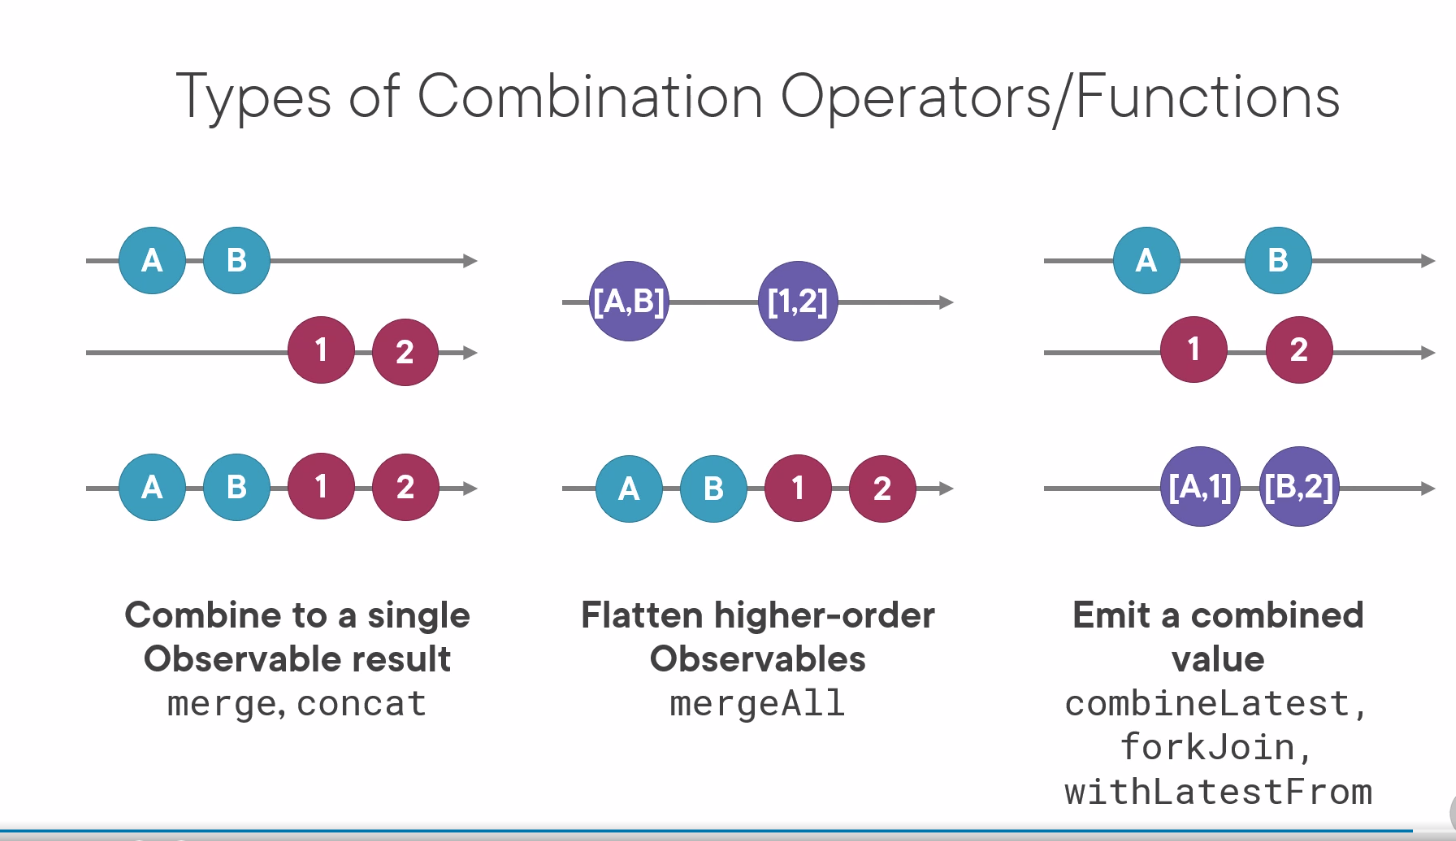 Types of Combination Operators/Functions
A B
1 2
A B 1 2
Combine to a single
Observable result
merge, concat
[A,B] [1,2]
A B 1 2
Flatten higher-order
Observables
mergeAll
A B
1 2
[A,1] [B,2]
Emit a combined
value
combineLatest,
forkJoin,
withLatestFrom